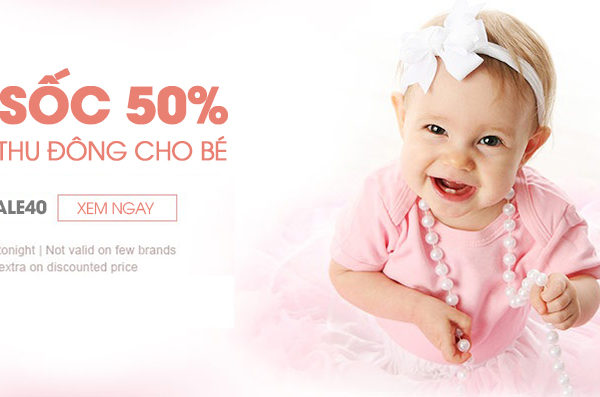 SỐC 50%
THU ĐÔNG CHO BÉ
ALE40 XEM NGAY
tonight | Not valid on few brands
extra on discounted price